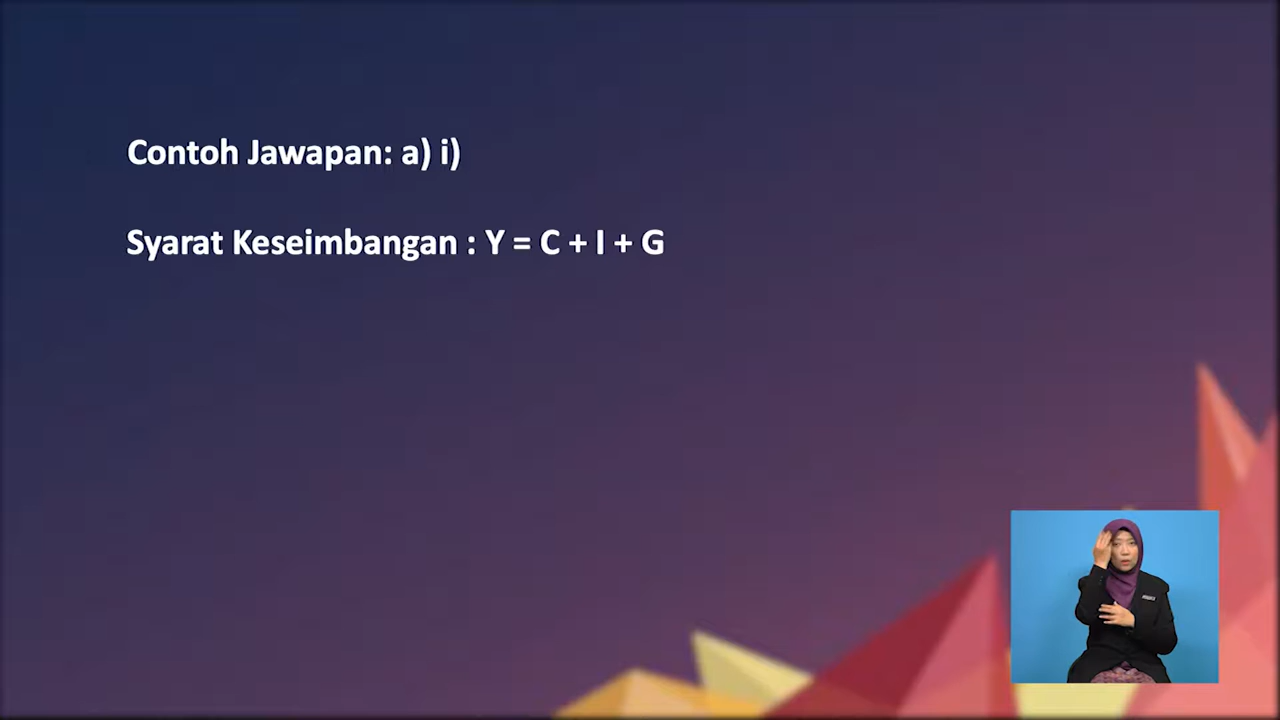 Contoh Jawapan: a) i)
Syarat Keseimbangan : Y = C + I + G